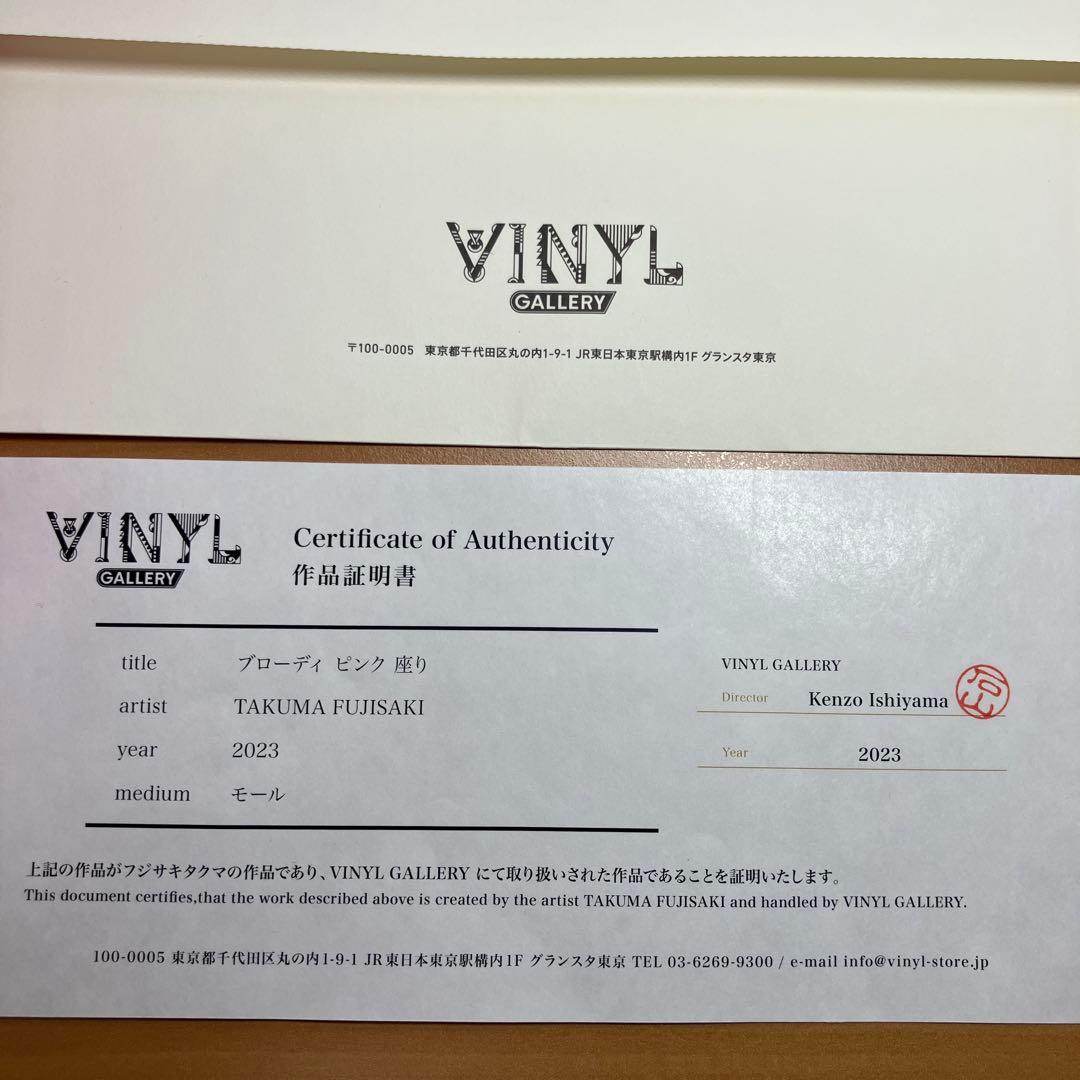 VINYL
GALLERY
〒100-0005 東京都千代田区丸の内1-9-1 JR東日本東京駅構内1F グランスタ東京
VINYL
GALLERY
Certificate of Authenticity
作品証明書
title ブローディ ピンク 座り
artist TAKUMA FUJISAKI
year 2023
medium モール
VINYL GALLERY
Director Kenzo Ishiyama 石山
Year 2023
上記の作品がフジサキタクマの作品であり、VINYL GALLERY にて取り扱いされた作品であることを証明いたします。
This document certifies,that the work described above is created by the artist TAKUMA FUJISAKI and handled by VINYL GALLERY.
100-0005 東京都千代田区丸の内1-9-1 JR東日本東京駅構内1F グランスタ東京 TEL 03-6269-9300 / e-mail info@vinyl-store.jp